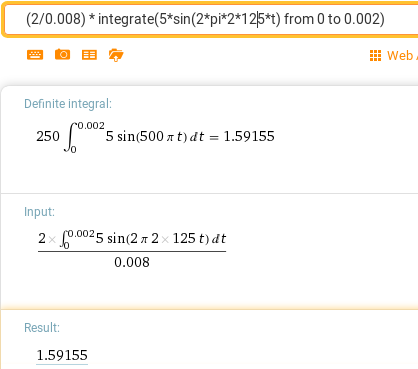 (2/0.008) * integrate(5*sin(2*pi*2*125*t) from 0 to 0.002)
Web
Definite integral:
250 ∫₀^0.002 5 sin(500 π t) dt = 1.59155
Input:
2 × ∫₀^0.002 5 sin(2 π 2 × 125 t) dt
0.008
Result:
1.59155